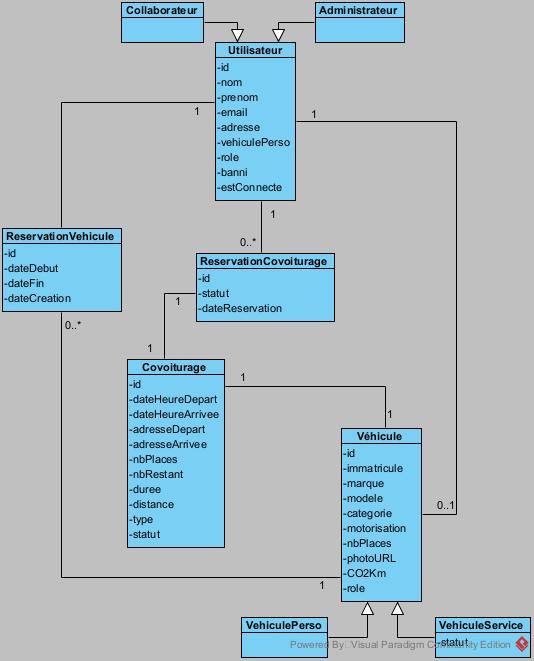 Collaborateur
Administrateur
Utilisateur
-id
-nom
-prenom
-email
-adresse
-vehiculePerso
-role
-banni
-estConnecte
1
1
1
0..*
ReservationVehicule
-id
-dateDebut
-dateFin
-dateCreation
0..*
ReservationCovoiturage
-id
-statut
-dateReservation
1
1
Covoiturage
-id
-dateHeureDepart
-dateHeureArrivee
-adresseDepart
-adresseArrivee
-nbPlaces
-nbRestant
-duree
-distance
-type
-statut
1
1
Véhicule
-id
-immatricule
-marque
-modele
-categorie
-motorisation
-nbPlaces
-photoURL
-CO2Km
-role
0..1
1
VehiculePerso
VehiculeService
-statut
Powered By Visual Paradigm Community Edition